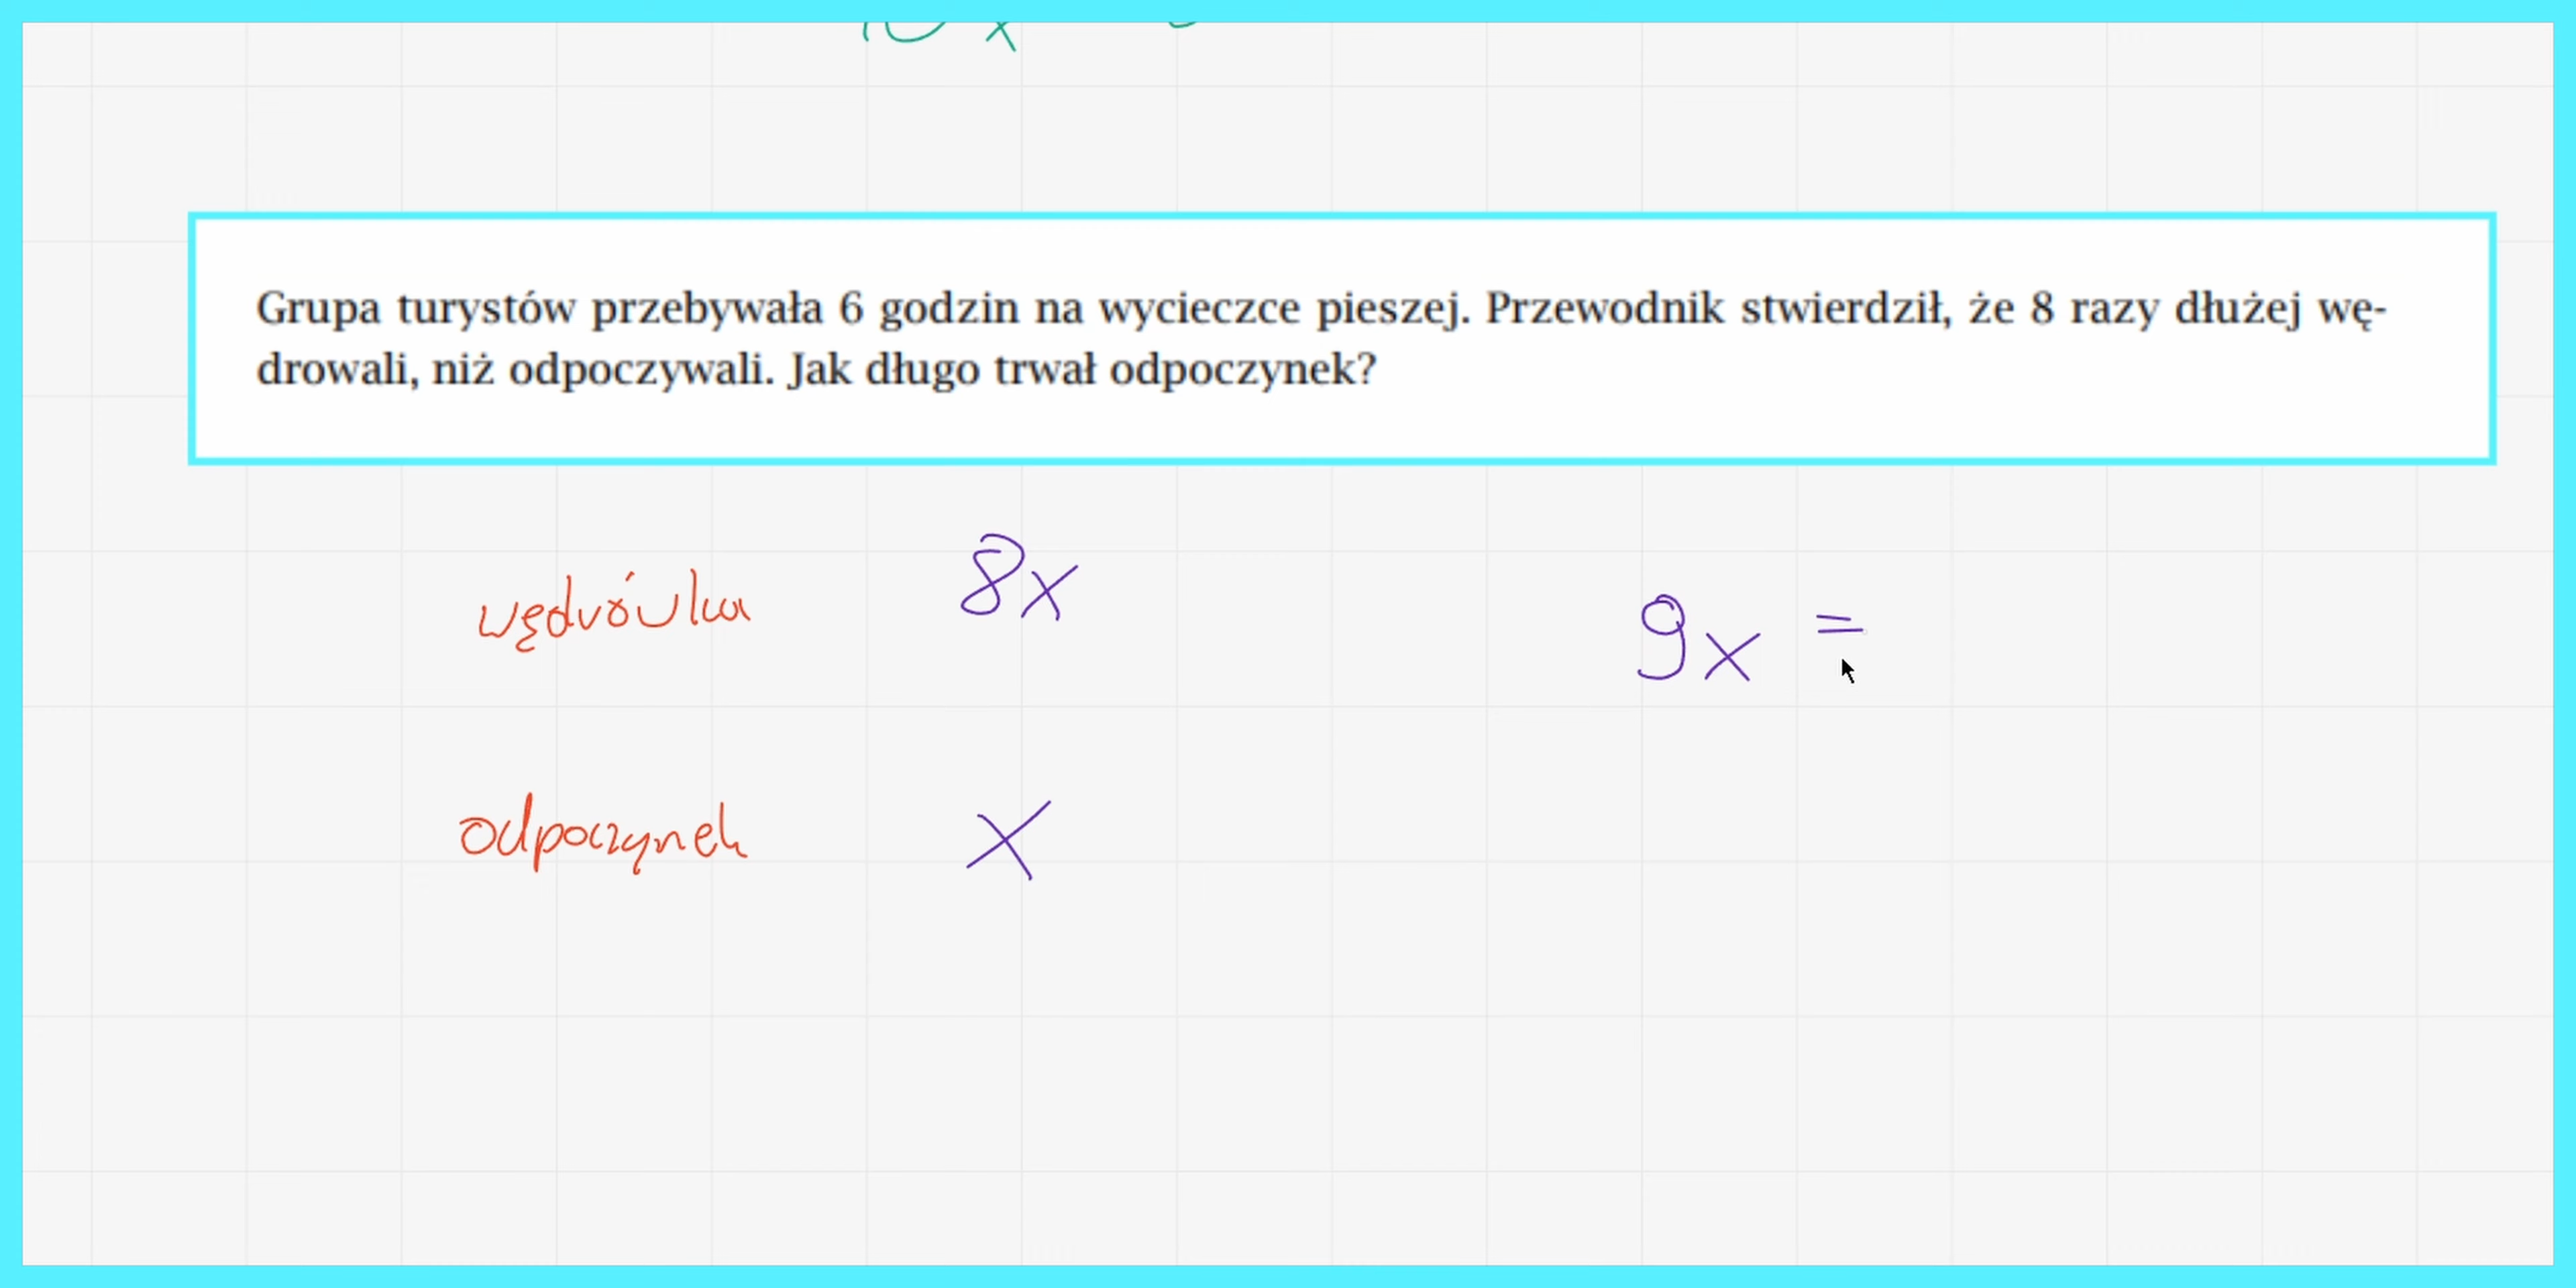 Grupa turystów przebywała 6 godzin na wycieczce pieszej. Przewodnik stwierdził, że 8 razy dłużej wę-
drowali, niż odpoczywali. Jak długo trwał odpoczynek?
wędrówka 8x
9x =
odpoczynek x